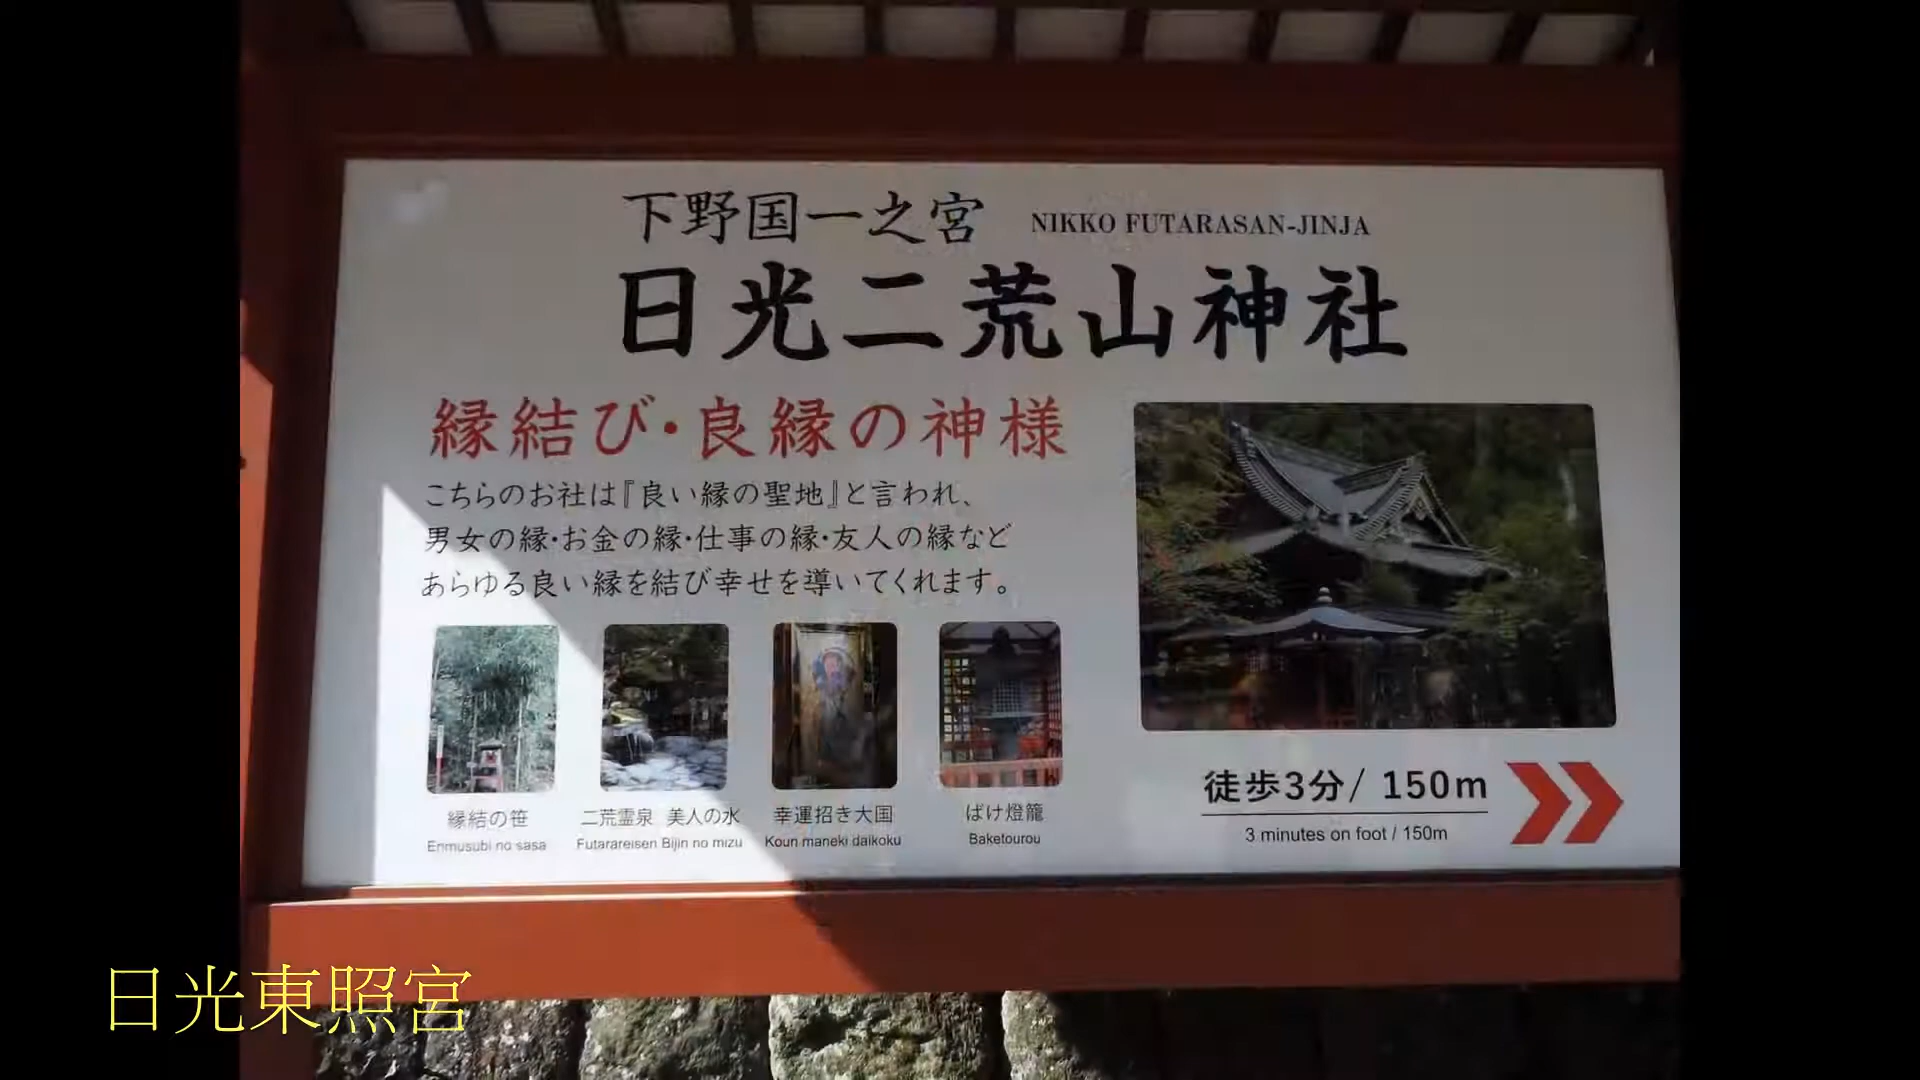 下野国一之宮 NIKKO FUTARASAN-JINJA
日光二荒山神社
縁結び・良縁の神様
こちらのお社は『良い縁の聖地』と言われ、
男女の縁・お金の縁・仕事の縁・友人の縁など
あらゆる良い縁を結び幸せを導いてくれます。
縁結の笹
Enmusubi no sasa
二荒霊泉 美人の水
Futarareisen Bijin no mizu
幸運招き大国
Koun maneki daikoku
ばけ燈籠
Baketourou
徒歩3分/ 150m
3 minutes on foot / 150m
日光東照宮